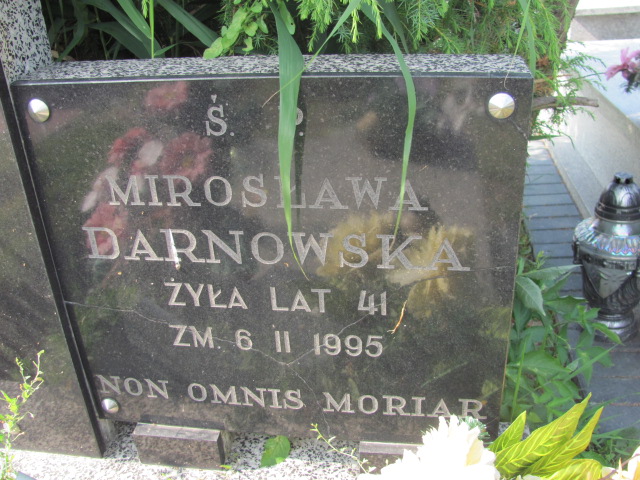 Ś. P.
MIROSŁAWA
DARNOWSKA
ŻYŁA LAT 41
ZM. 6 II 1995
NON OMNIS MORIAR